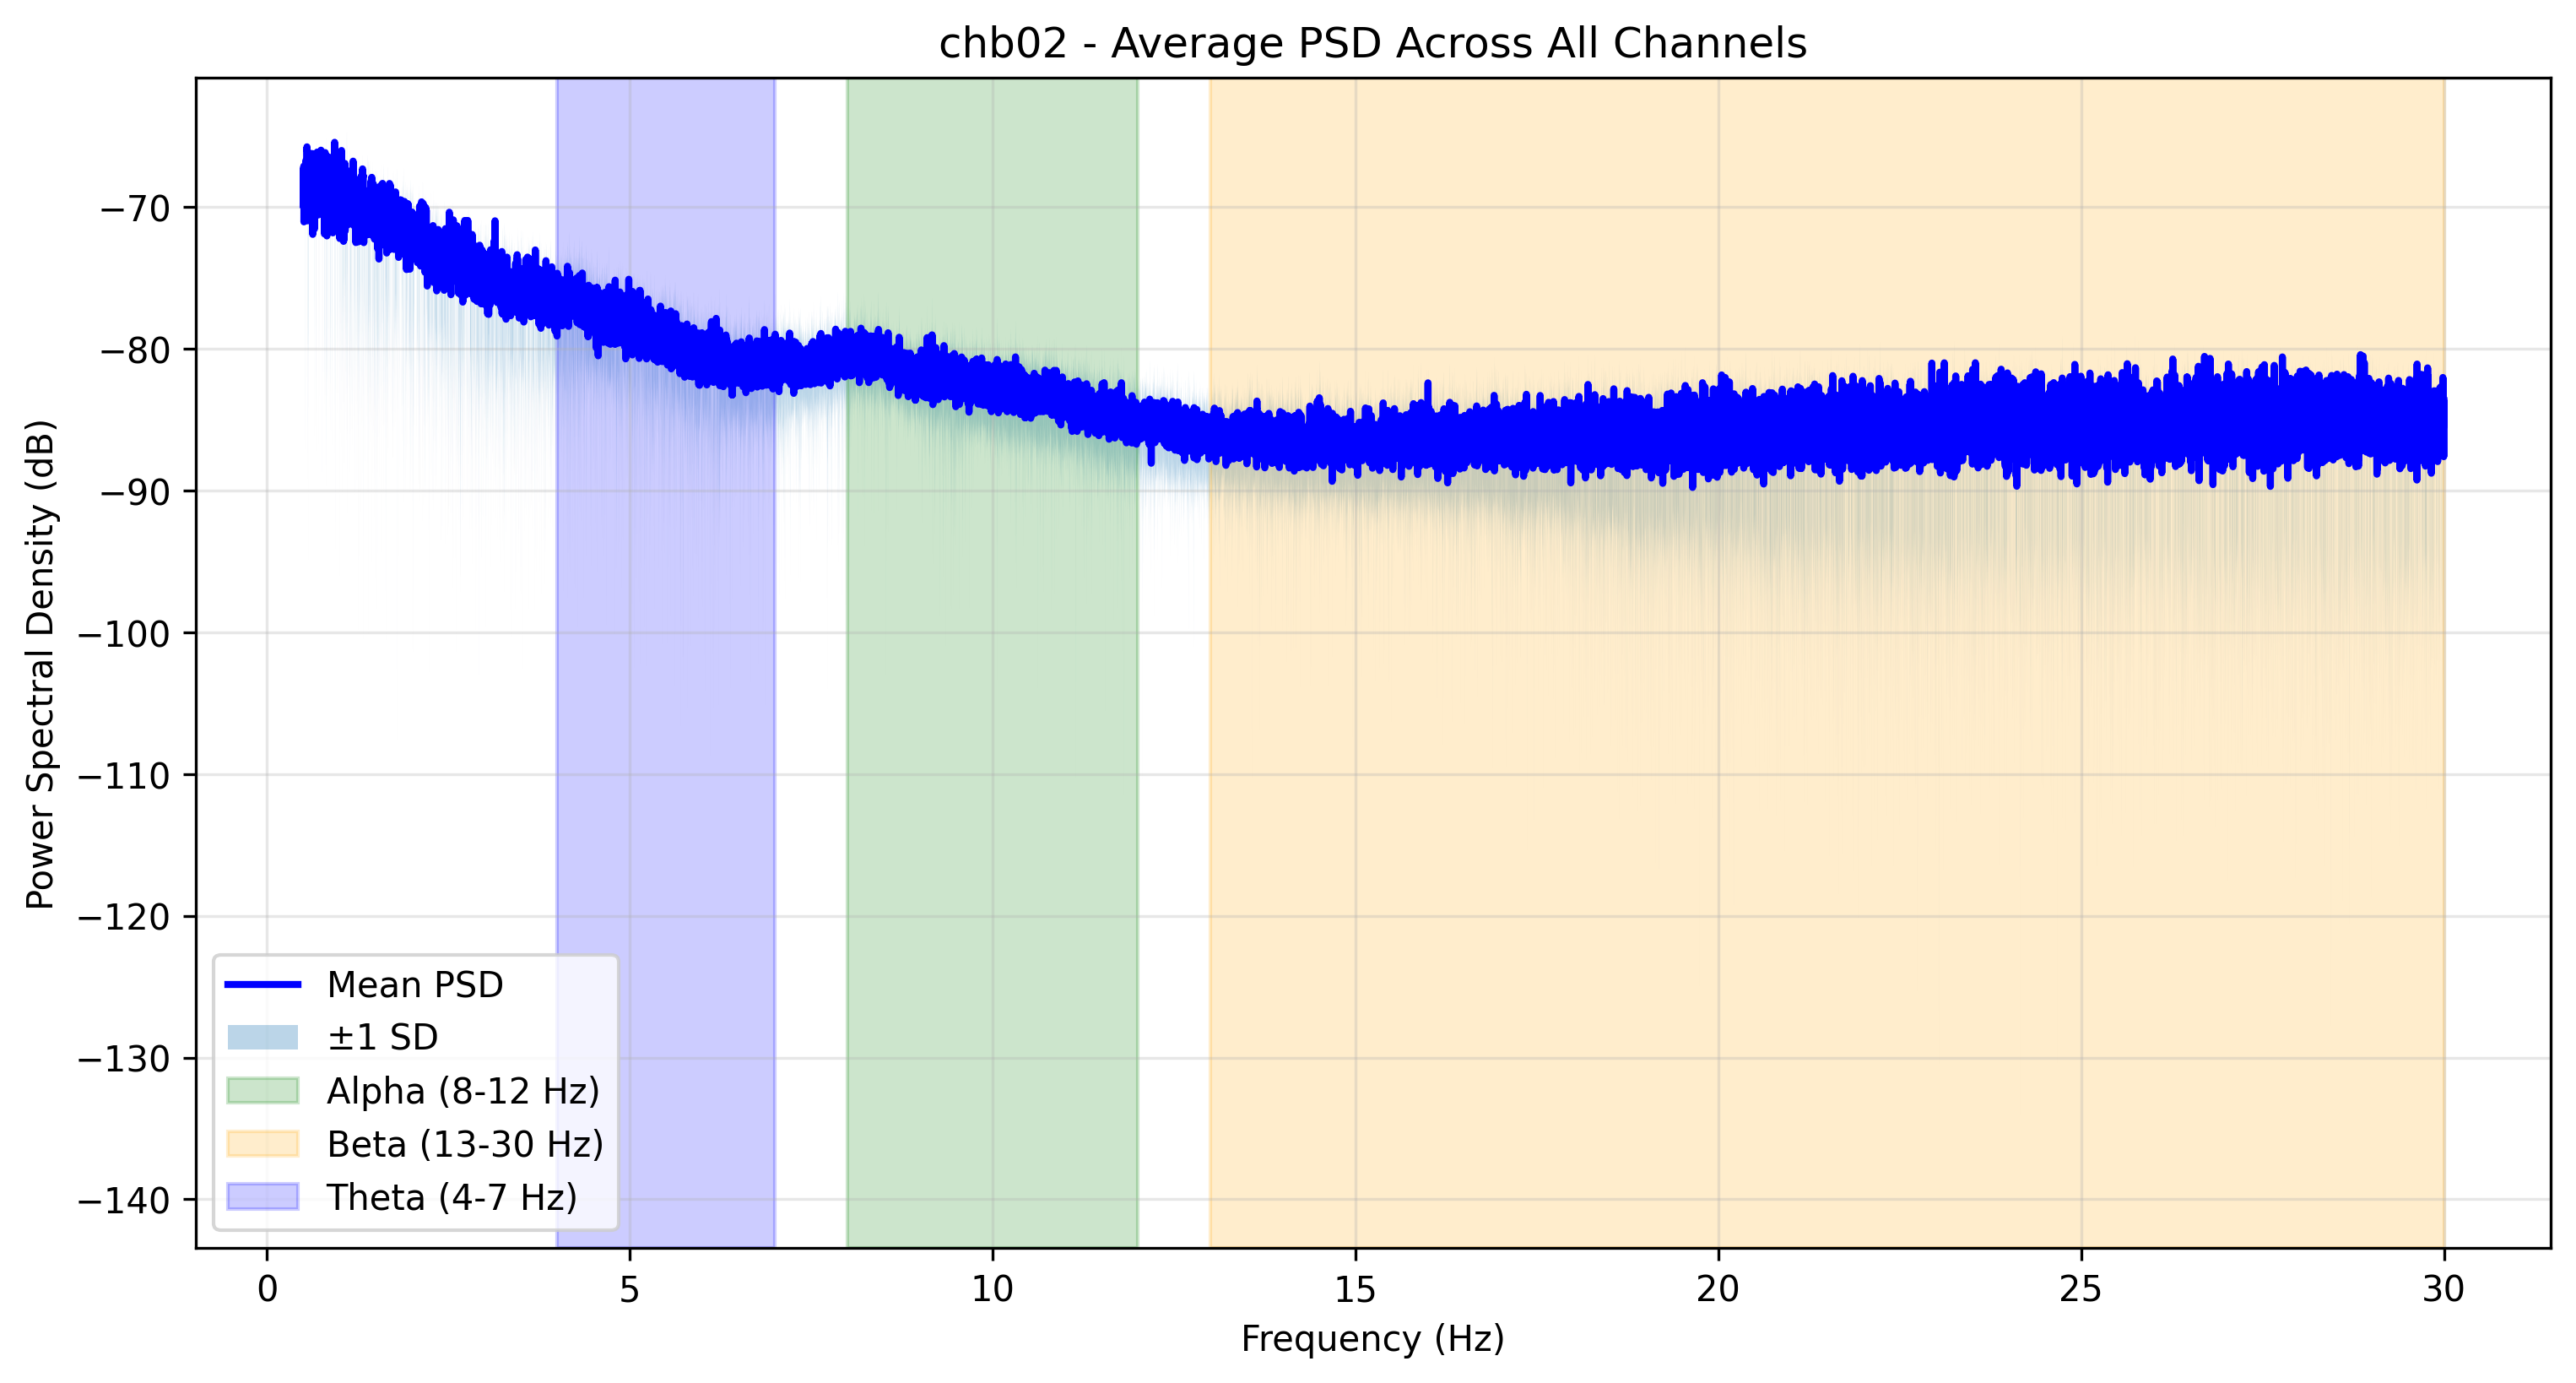 chb02 - Average PSD Across All Channels
Power Spectral Density (dB)
−70
−80
−90
−100
−110
−120
−130
−140
Mean PSD
±1 SD
Alpha (8-12 Hz)
Beta (13-30 Hz)
Theta (4-7 Hz)
0 5 10 15 20 25 30
Frequency (Hz)